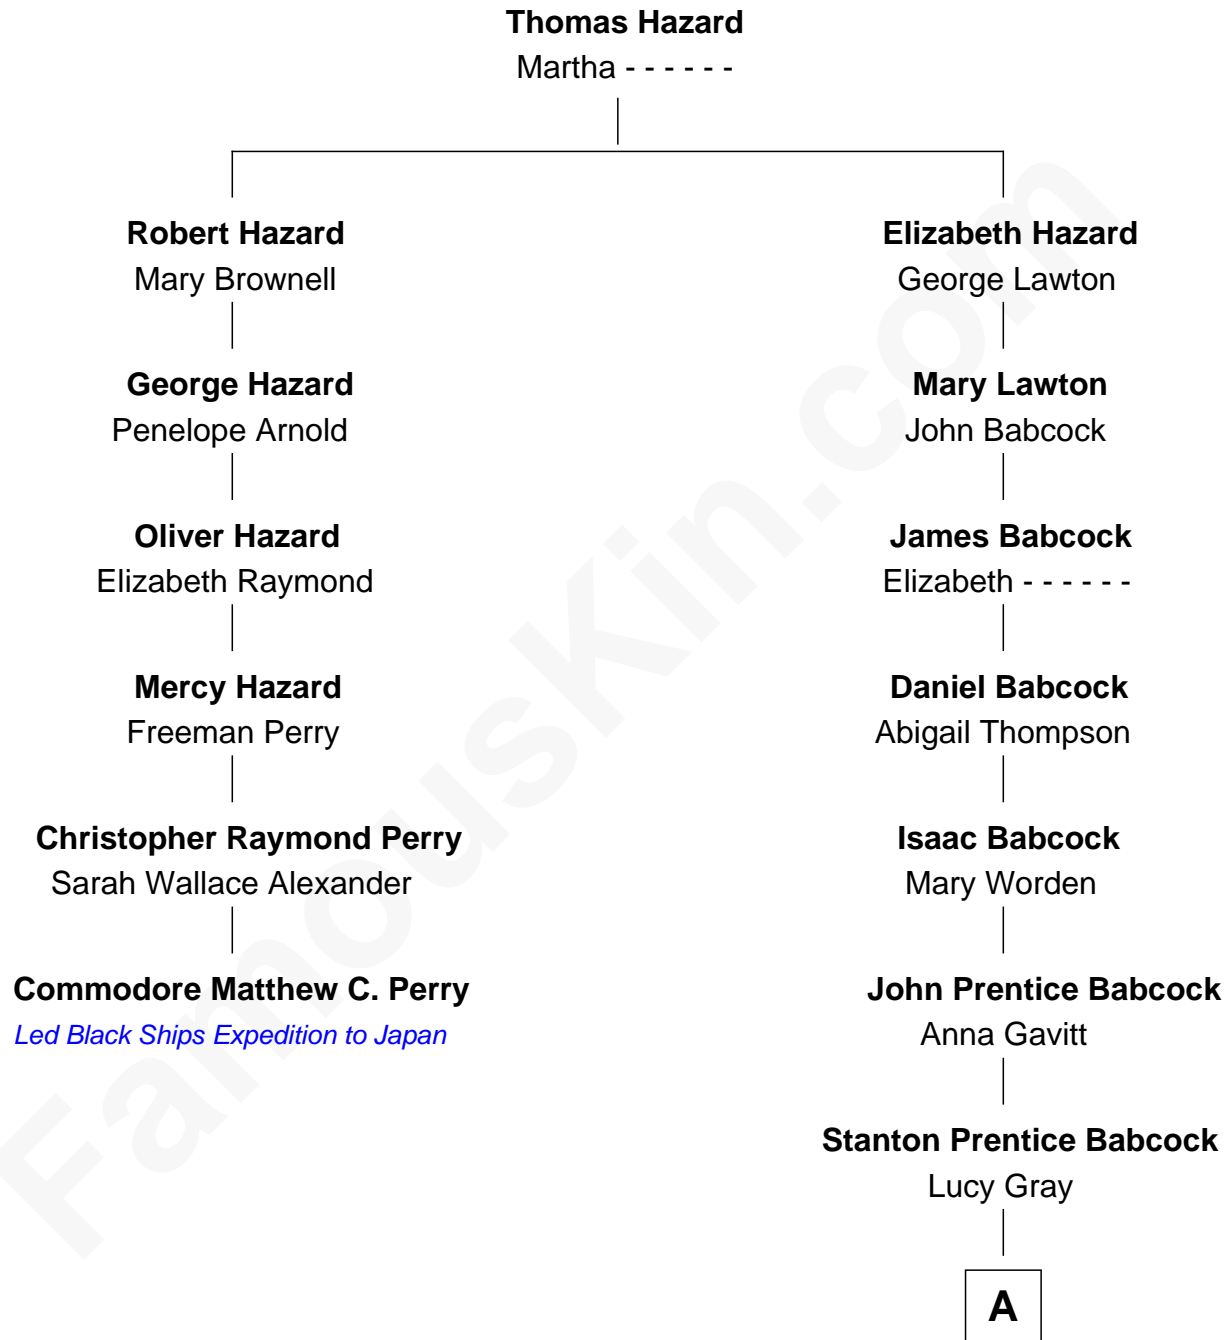 Thomas Hazard
Martha - - - - - -
Robert Hazard
Mary Brownell
George Hazard
Penelope Arnold
Oliver Hazard
Elizabeth Raymond
Mercy Hazard
Freeman Perry
Christopher Raymond Perry
Sarah Wallace Alexander
Commodore Matthew C. Perry
Led Black Ships Expedition to Japan
Elizabeth Hazard
George Lawton
Mary Lawton
John Babcock
James Babcock
Elizabeth - - - - - -
Daniel Babcock
Abigail Thompson
Isaac Babcock
Mary Worden
John Prentice Babcock
Anna Gavitt
Stanton Prentice Babcock
Lucy Gray
A
FamousKin.com